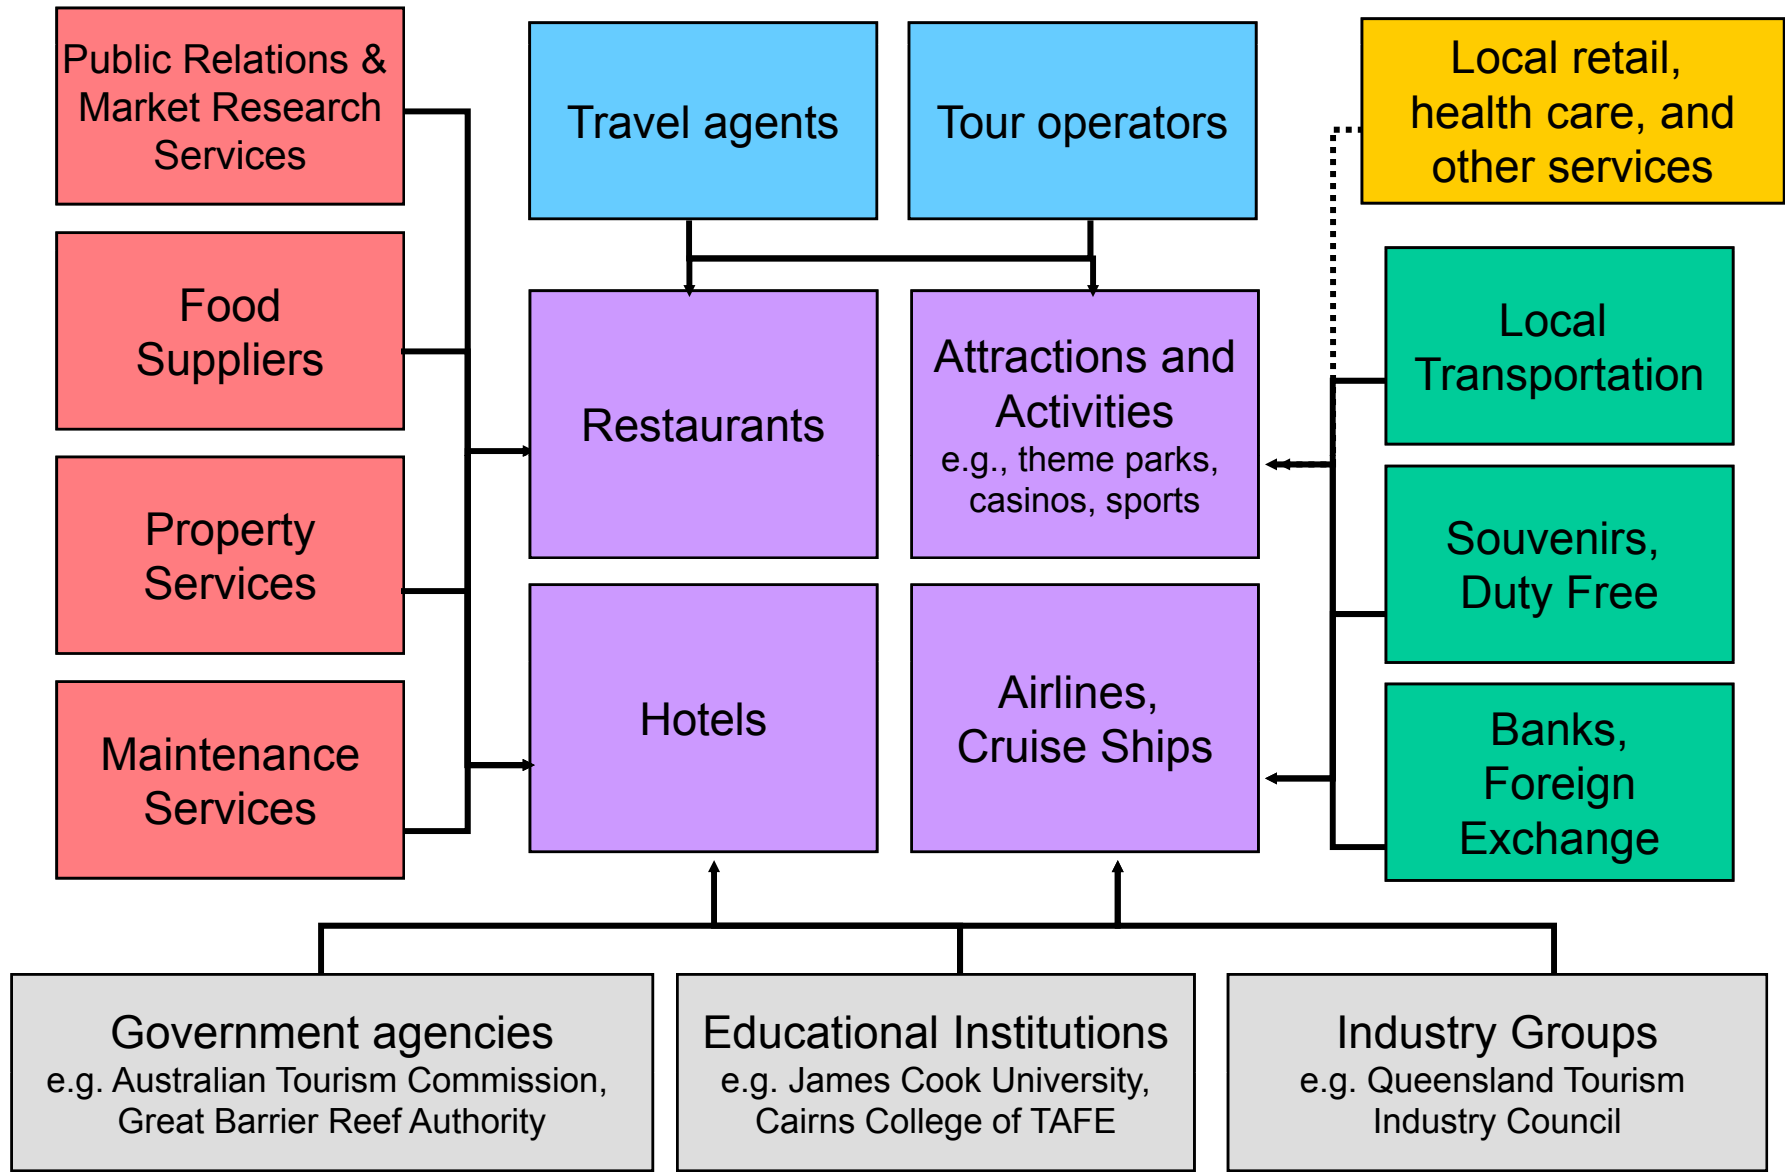 Public Relations &
Market Research
Services
Travel agents
Tour operators
Local retail,
health care, and
other services
Food
Suppliers
Restaurants
Attractions and
Activities
e.g., theme parks,
casinos, sports
Local
Transportation
Property
Services
Souvenirs,
Duty Free
Maintenance
Services
Hotels
Airlines,
Cruise Ships
Banks,
Foreign
Exchange
Government agencies
e.g. Australian Tourism Commission,
Great Barrier Reef Authority
Educational Institutions
e.g. James Cook University,
Cairns College of TAFE
Industry Groups
e.g. Queensland Tourism
Industry Council